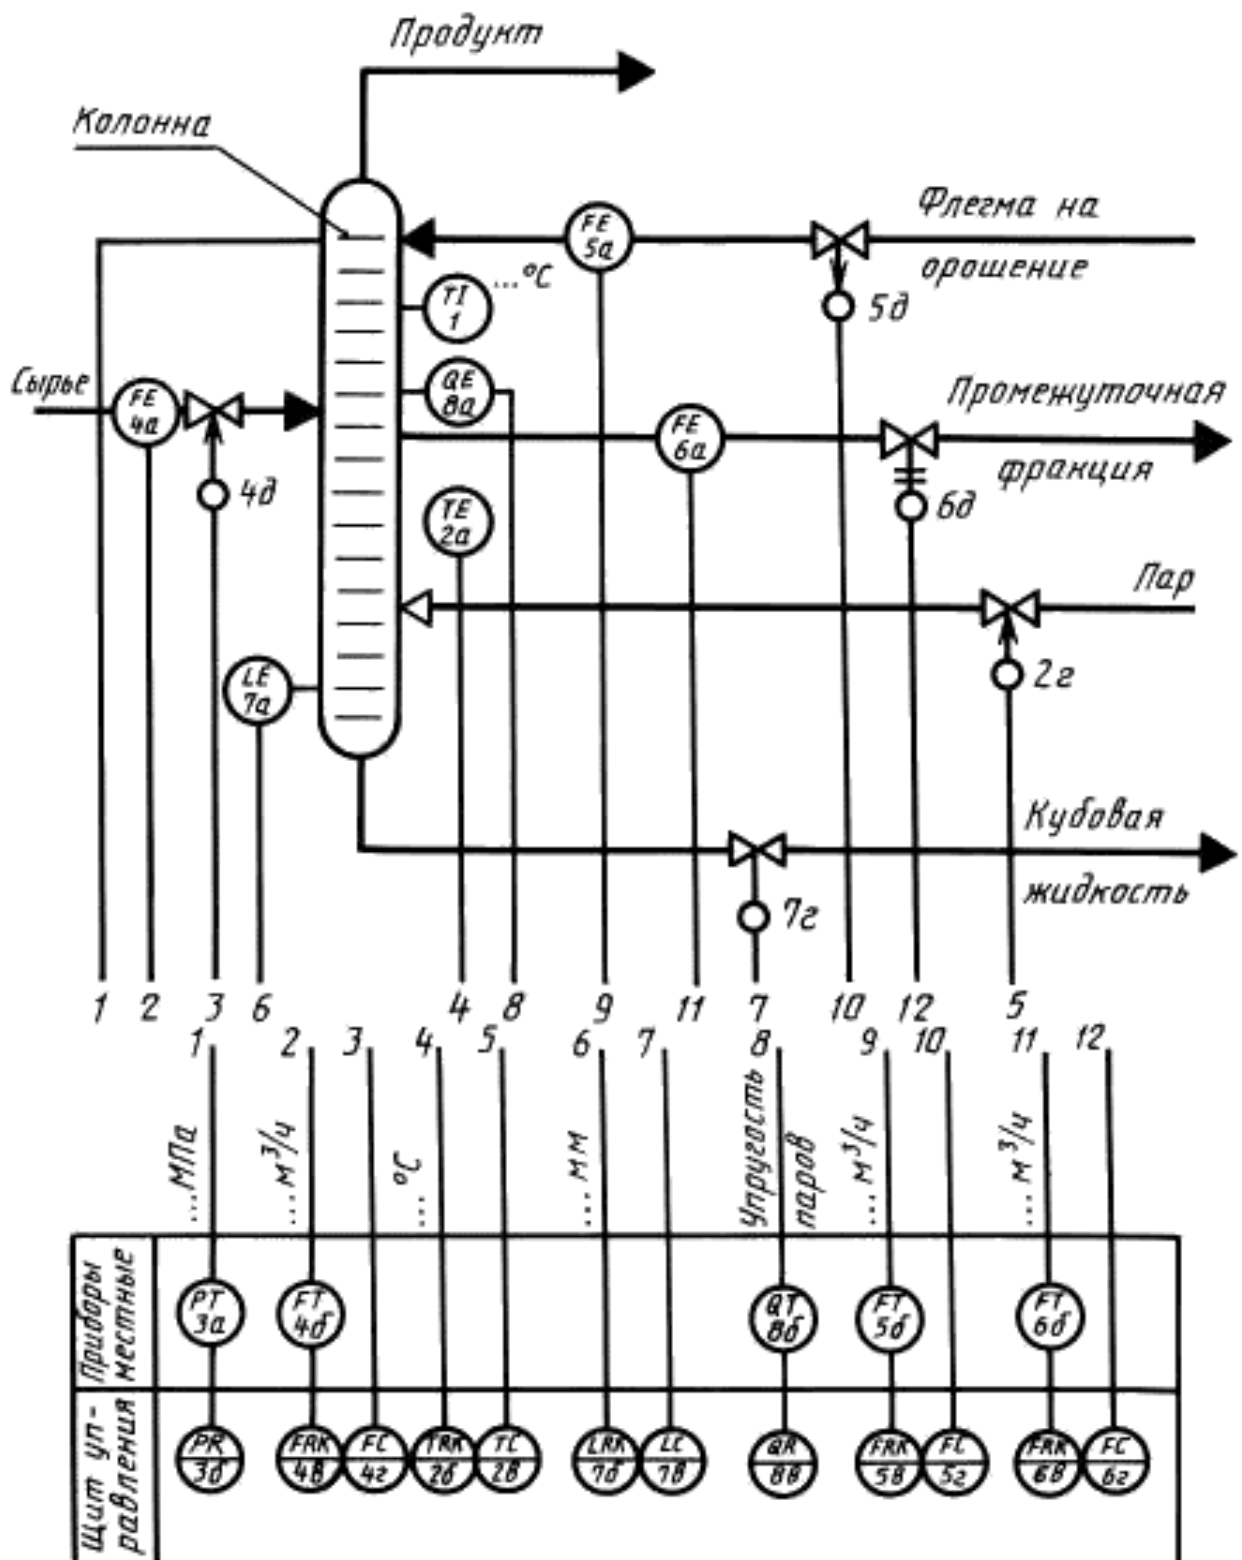 Продукт
Колонна
FE
5а
Флегма на
орошение
5д
TI
1
...°С
Сырье
FE
4а
4д
QE
8а
FE
6а
Промежуточная
фракция
6д
TE
2а
Пар
2г
LE
7а
Кубовая
жидкость
7г
1 2 3 6 4 8 9 11 7 10 12 5
1 2 3 4 5 6 7 8 9 10 11 12
...МПа
...м³/ч
...°С
...мм
Упругость
паров
...м³/ч
...м³/ч
Приборы
местные
PT
3а
FT
4б
QT
8б
FT
5б
FT
6б
Щит уп-
равления
PR
3б
FRK
4в
FC
4г
TRK
2б
TC
2в
LRK
7б
LC
7в
QR
8в
FRK
5в
FC
5г
FRK
6в
FC
6г